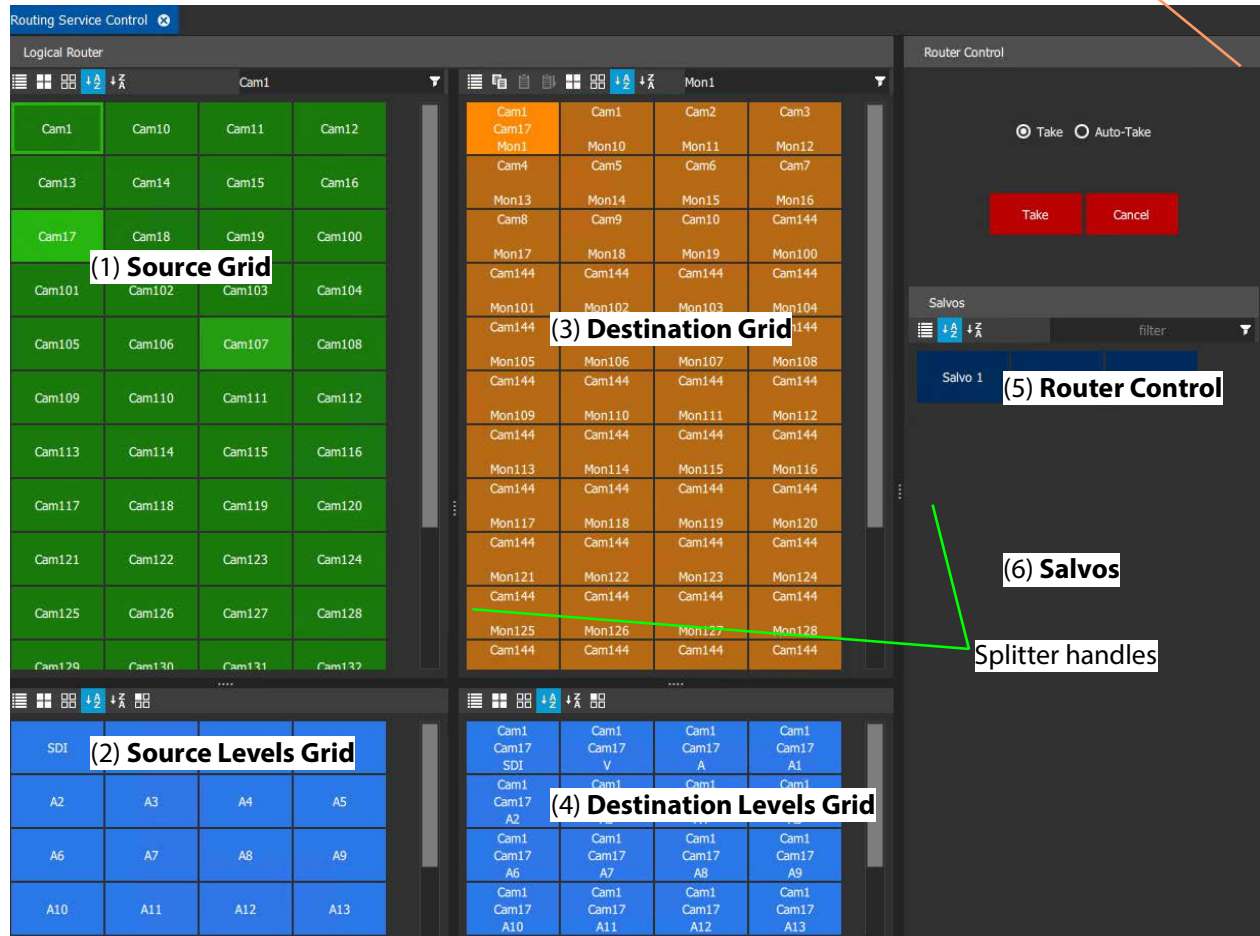 Routing Service Control
Logical Router
Router Control
Cam1
Mon1
Cam1 Cam10 Cam11 Cam12
Cam13 Cam14 Cam15 Cam16
Cam17 Cam18 Cam19 Cam100
(1) Source Grid
Cam101 Cam102 Cam103 Cam104
Cam105 Cam106 Cam107 Cam108
Cam109 Cam110 Cam111 Cam112
Cam113 Cam114 Cam115 Cam116
Cam117 Cam118 Cam119 Cam120
Cam121 Cam122 Cam123 Cam124
Cam125 Cam126 Cam127 Cam128
Cam129 Cam130 Cam131 Cam132
Cam1 Cam1 Cam2 Cam3
Cam17
Mon1 Mon10 Mon11 Mon12
Cam4 Cam5 Cam6 Cam7
Mon13 Mon14 Mon15 Mon16
Cam8 Cam9 Cam10 Cam144
Mon17 Mon18 Mon19 Mon100
Cam144 Cam144 Cam144 Cam144
Mon101 Mon102 Mon103 Mon104
Cam144
(3) Destination Grid
Mon105 Mon106 Mon107 Mon108
Cam144 Cam144 Cam144 Cam144
Mon109 Mon110 Mon111 Mon112
Cam144 Cam144 Cam144 Cam144
Mon113 Mon114 Mon115 Mon116
Cam144 Cam144 Cam144 Cam144
Mon117 Mon118 Mon119 Mon120
Cam144 Cam144 Cam144 Cam144
Mon121 Mon122 Mon123 Mon124
Cam144 Cam144 Cam144 Cam144
Mon125 Mon126 Mon127 Mon128
Cam144 Cam144 Cam144 Cam144
Take Auto-Take
Take Cancel
Salvos
filter
Salvo 1
(5) Router Control
(6) Salvos
Splitter handles
SDI
(2) Source Levels Grid
A2 A3 A4 A5
A6 A7 A8 A9
A10 A11 A12 A13
Cam1 Cam1 Cam1 Cam1
Cam17 Cam17 Cam17 Cam17
SDI V A A1
Cam1 Cam1 Cam1 Cam1
Cam17
(4) Destination Levels Grid
A2
Cam1 Cam1 Cam1 Cam1
Cam17 Cam17 Cam17 Cam17
A6 A7 A8 A9
Cam1 Cam1 Cam1 Cam1
Cam17 Cam17 Cam17 Cam17
A10 A11 A12 A13